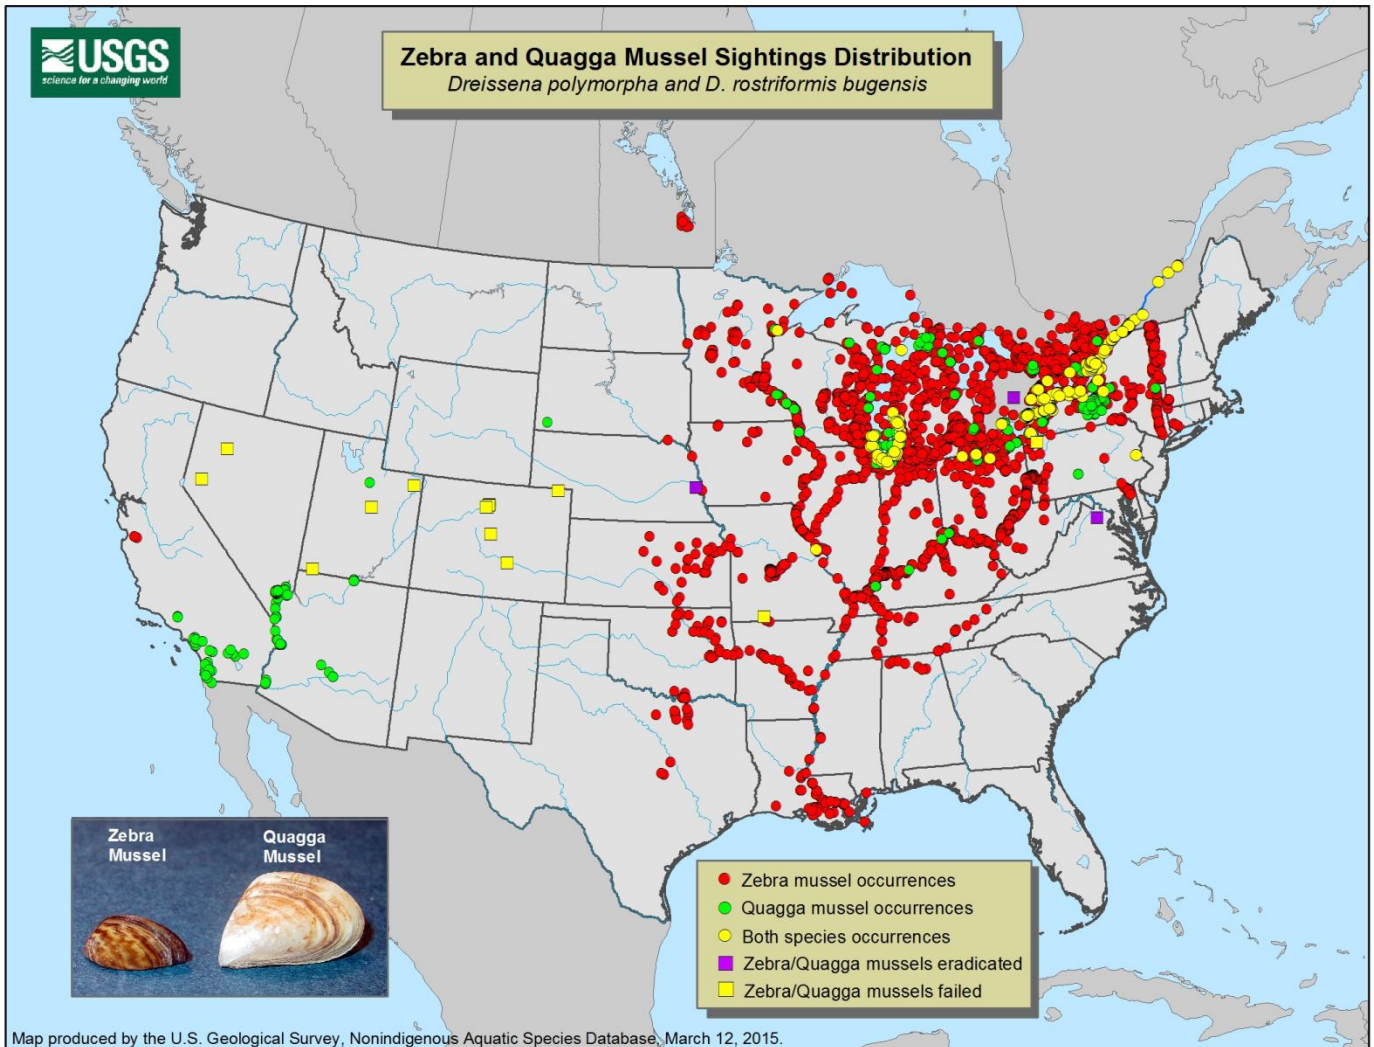 USGS
science for a changing world
Zebra and Quagga Mussel Sightings Distribution
Dreissena polymorpha and D. rostriformis bugensis
Zebra
Mussel
Quagga
Mussel
Zebra mussel occurrences
Quagga mussel occurrences
Both species occurrences
Zebra/Quagga mussels eradicated
Zebra/Quagga mussels failed
Map produced by the U.S. Geological Survey, Nonindigenous Aquatic Species Database, March 12, 2015.